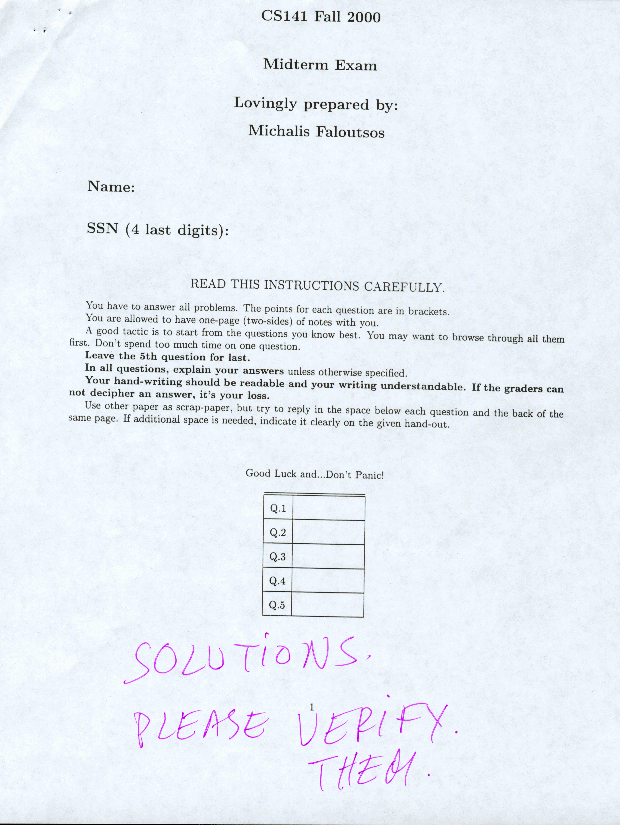 CS141 Fall 2000
Midterm Exam
Lovingly prepared by:
Michalis Faloutsos
Name:
SSN (4 last digits):
READ THIS INSTRUCTIONS CAREFULLY.
You have to answer all problems. The points for each question are in brackets.
You are allowed to have one-page (two-sides) of notes with you.
A good tactic is to start from the questions you know best. You may want to browse through all them
first. Don't spend too much time on one question.
Leave the 5th question for last.
In all questions, explain your answers unless otherwise specified.
Your hand-writing should be readable and your writing understandable. If the graders can
not decipher an answer, it's your loss.
Use other paper as scrap-paper, but try to reply in the space below each question and the back of the
same page. If additional space is needed, indicate it clearly on the given hand-out.
Good Luck and...Don't Panic!
Q.1
Q.2
Q.3
Q.4
Q.5
SOLUTIONS.
1
PLEASE VERIFY.
THEM.